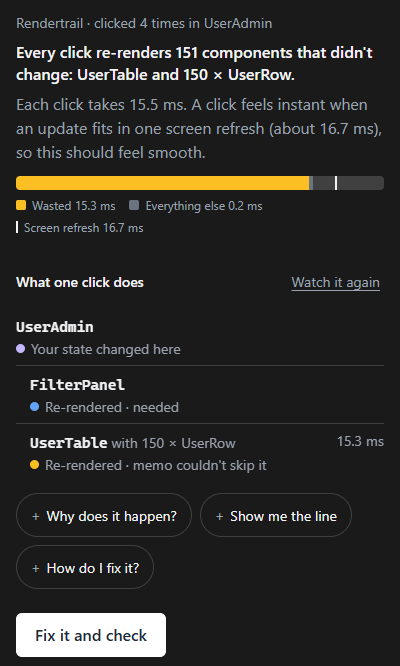 Rendertrail · clicked 4 times in UserAdmin
Every click re-renders 151 components that didn't
change: UserTable and 150 × UserRow.
Each click takes 15.5 ms. A click feels instant when
an update fits in one screen refresh (about 16.7 ms),
so this should feel smooth.
Wasted 15.3 ms Everything else 0.2 ms
Screen refresh 16.7 ms
What one click does Watch it again
UserAdmin
Your state changed here
FilterPanel
Re-rendered · needed
UserTable with 150 × UserRow 15.3 ms
Re-rendered · memo couldn't skip it
+ Why does it happen? + Show me the line
+ How do I fix it?
Fix it and check